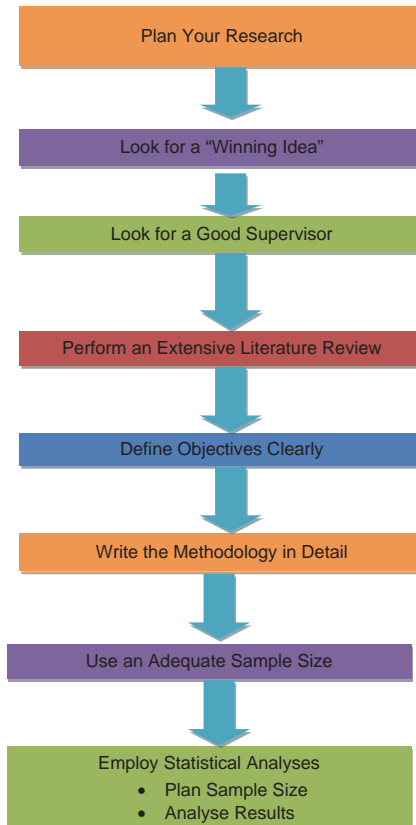 Plan Your Research
Look for a “Winning Idea”
Look for a Good Supervisor
Perform an Extensive Literature Review
Define Objectives Clearly
Write the Methodology in Detail
Use an Adequate Sample Size
Employ Statistical Analyses
• Plan Sample Size
• Analyse Results